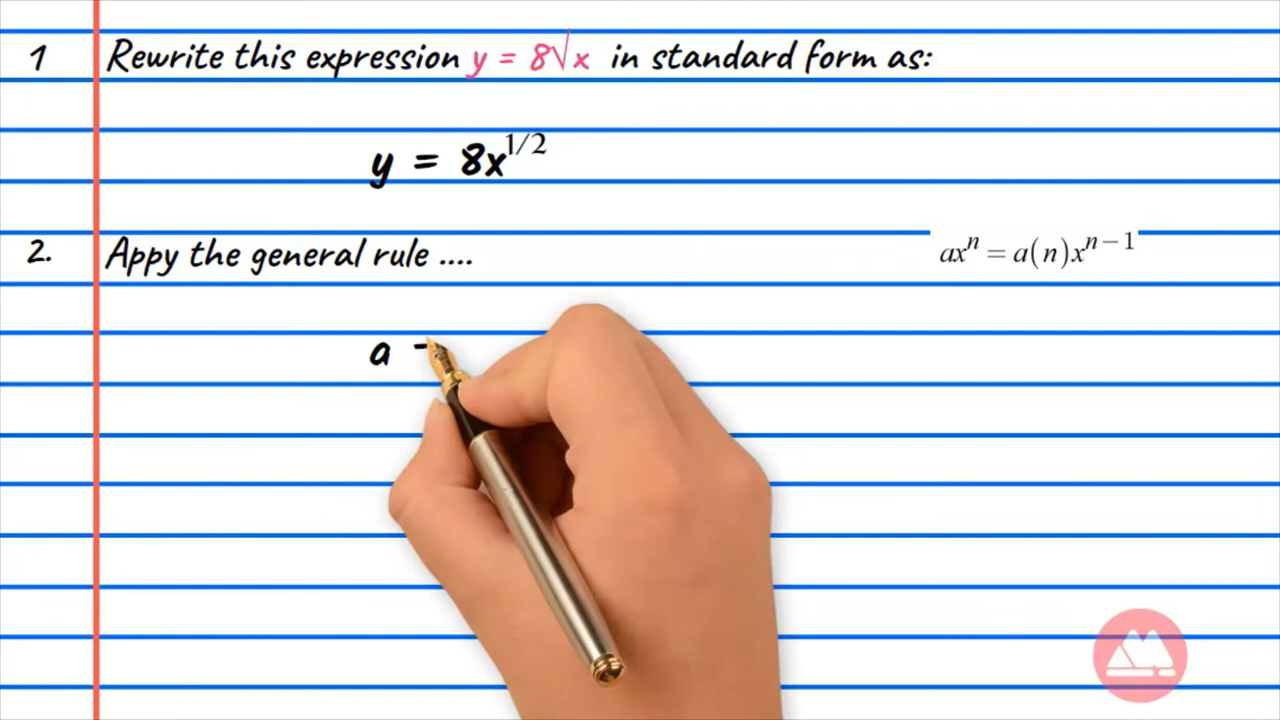 1 Rewrite this expression y = 8√x in standard form as:
y = 8x^{1/2}
2. Appy the general rule .... ax^n = a(n)x^{n-1}
a -